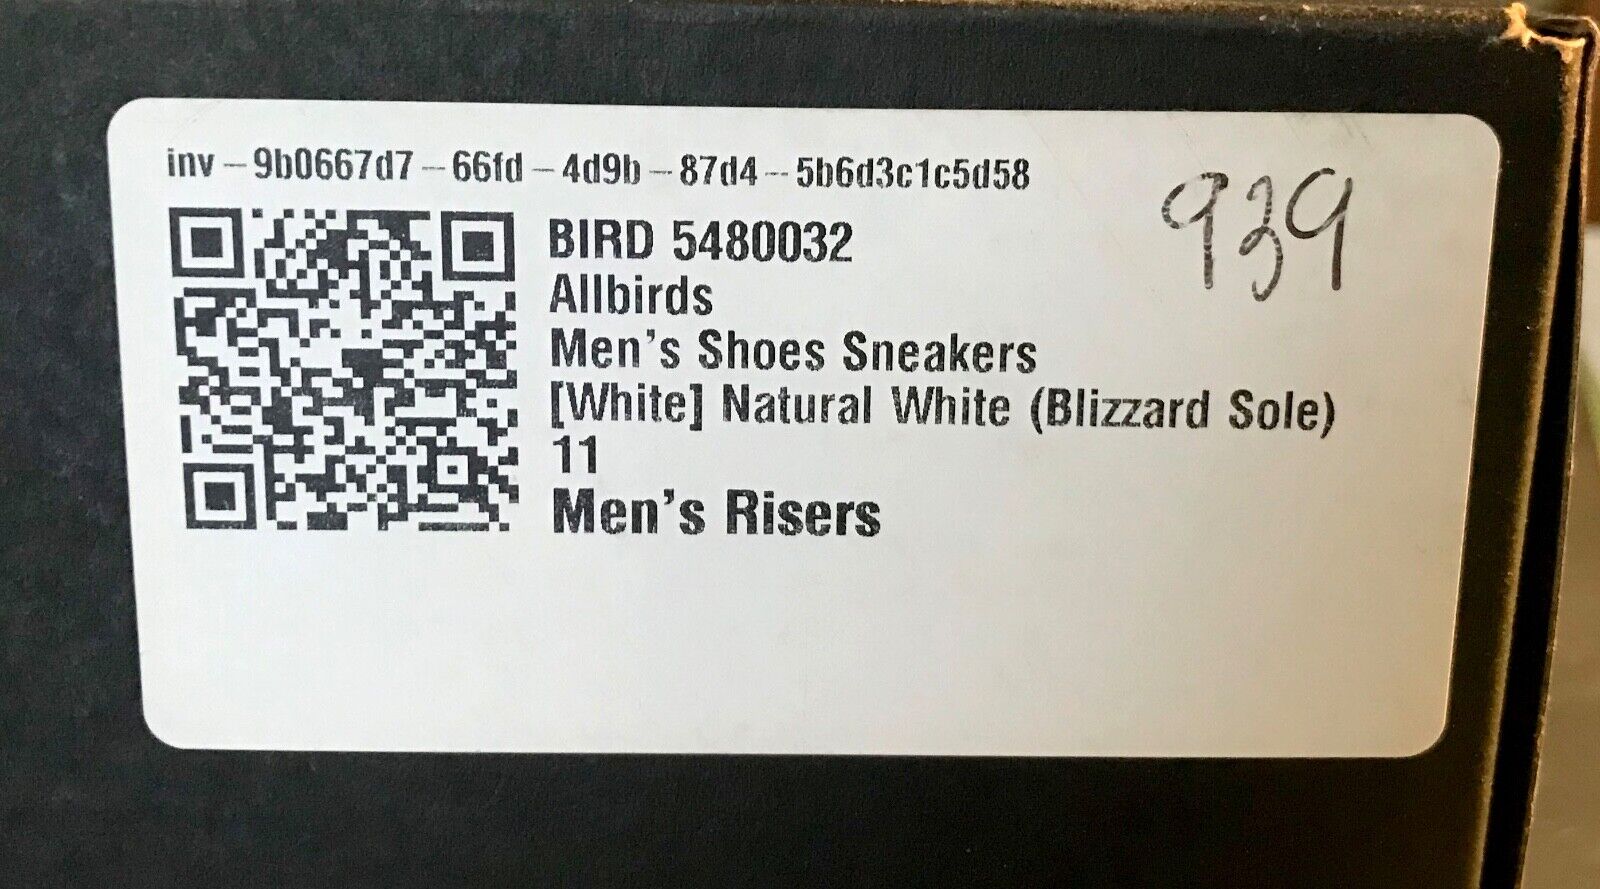 inv-9b0667d7-66fd-4d9b-87d4-5b6d3c1c5d58
939
BIRD 5480032
Allbirds
Men's Shoes Sneakers
[White] Natural White (Blizzard Sole)
11
Men's Risers